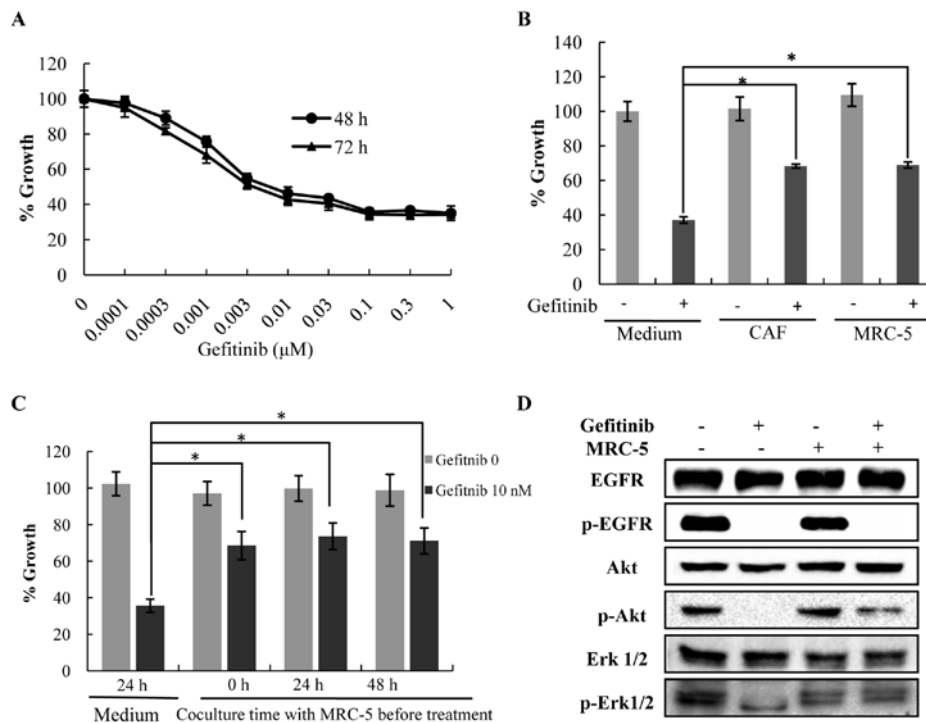 A
% Growth
120
100
80
60
40
20
0
48 h
72 h
0 0.0001 0.0003 0.001 0.003 0.01 0.03 0.1 0.3 1
Gefitinib (µM)
B
% Growth
140
120
100
80
60
40
20
0
*
*
Gefitinib - + - + - +
Medium CAF MRC-5
C
% Growth
120
100
80
60
40
20
0
*
*
*
Gefitnib 0
Gefitnib 10 nM
24 h 0 h 24 h 48 h
Medium Coculture time with MRC-5 before treatment
D
Gefitinib - + - +
MRC-5 - - + +
EGFR
p-EGFR
Akt
p-Akt
Erk 1/2
p-Erk1/2